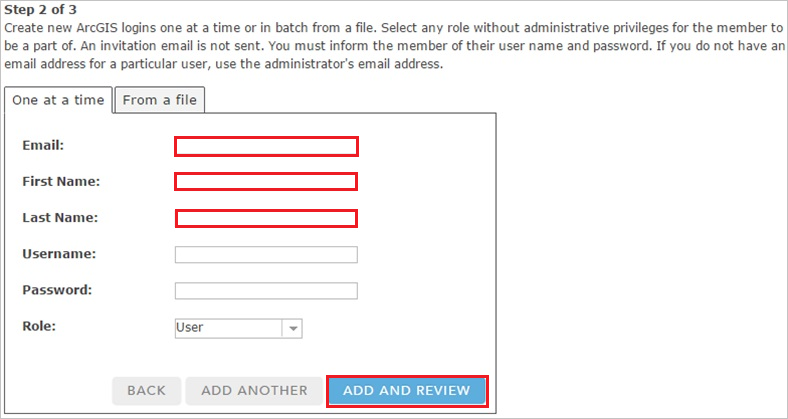 Step 2 of 3
Create new ArcGIS logins one at a time or in batch from a file. Select any role without administrative privileges for the member to
be a part of. An invitation email is not sent. You must inform the member of their user name and password. If you do not have an
email address for a particular user, use the administrator's email address.
One at a time From a file
Email:
First Name:
Last Name:
Username:
Password:
Role: User
BACK ADD ANOTHER ADD AND REVIEW